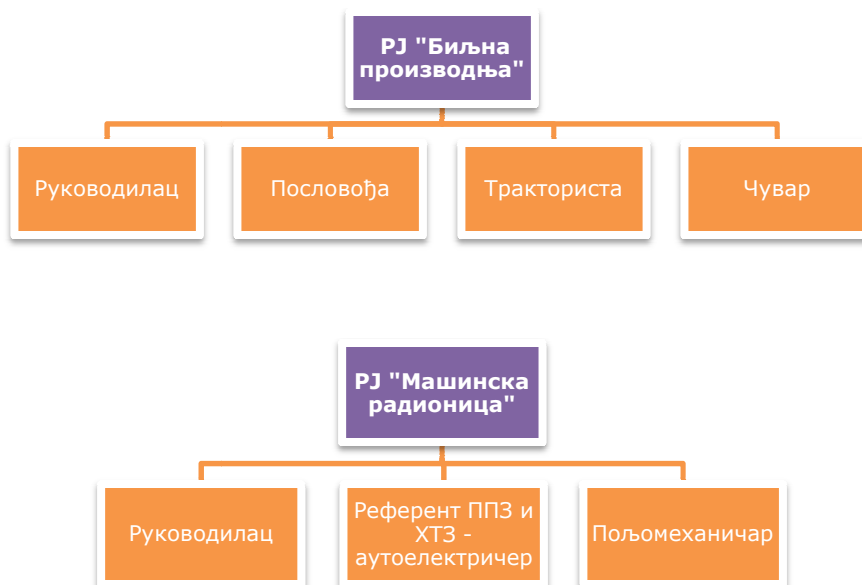 РЈ "Биљна
производња"
Руководилац
Пословођа
Тракториста
Чувар
РЈ "Машинска
радионица"
Руководилац
Референт ППЗ и
ХТЗ -
аутоелектричер
Пољомеханичар